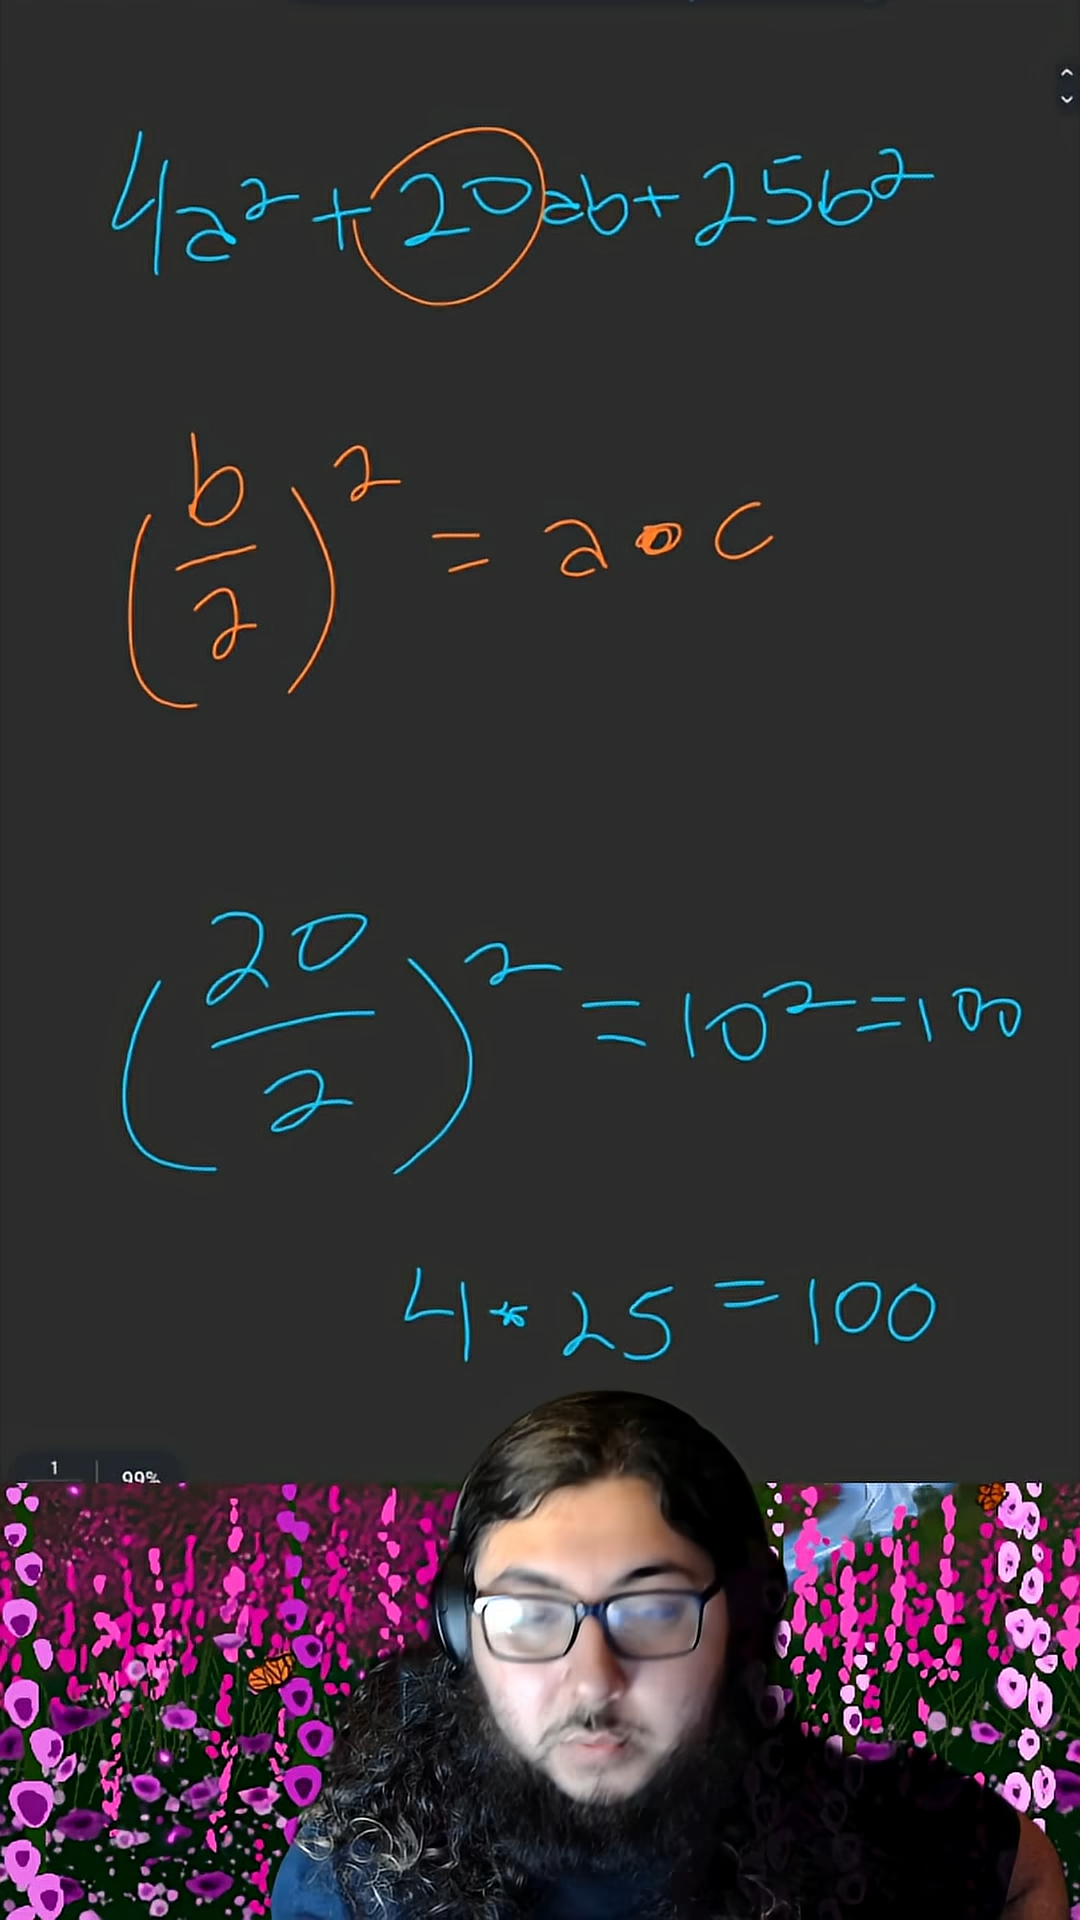 4a² + 20ab + 25b²
(b/2)² = a • c
(20/2)² = 10² = 100
4 * 25 = 100
1 | 99%